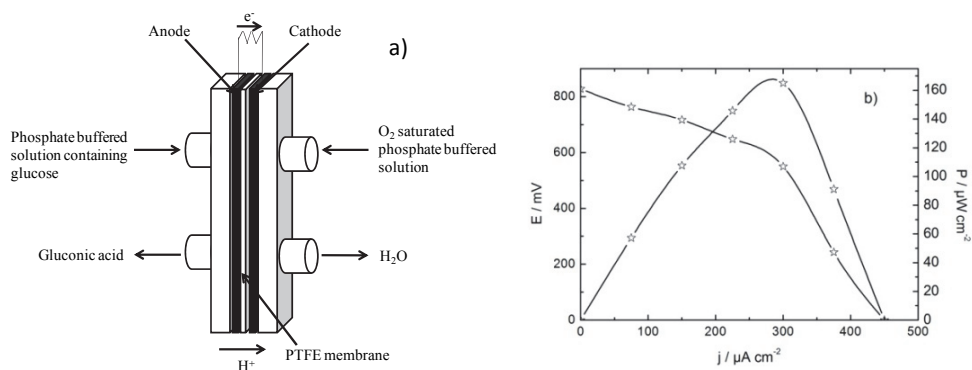 e⁻
Anode
Cathode
a)
Phosphate buffered
solution containing
glucose
O₂ saturated
phosphate buffered
solution
Gluconic acid
H₂O
PTFE membrane
H⁺
b)
E / mV
800
600
400
200
0
P / µW cm⁻²
160
140
120
100
80
60
40
20
0
0 100 200 300 400 500
j / µA cm⁻²